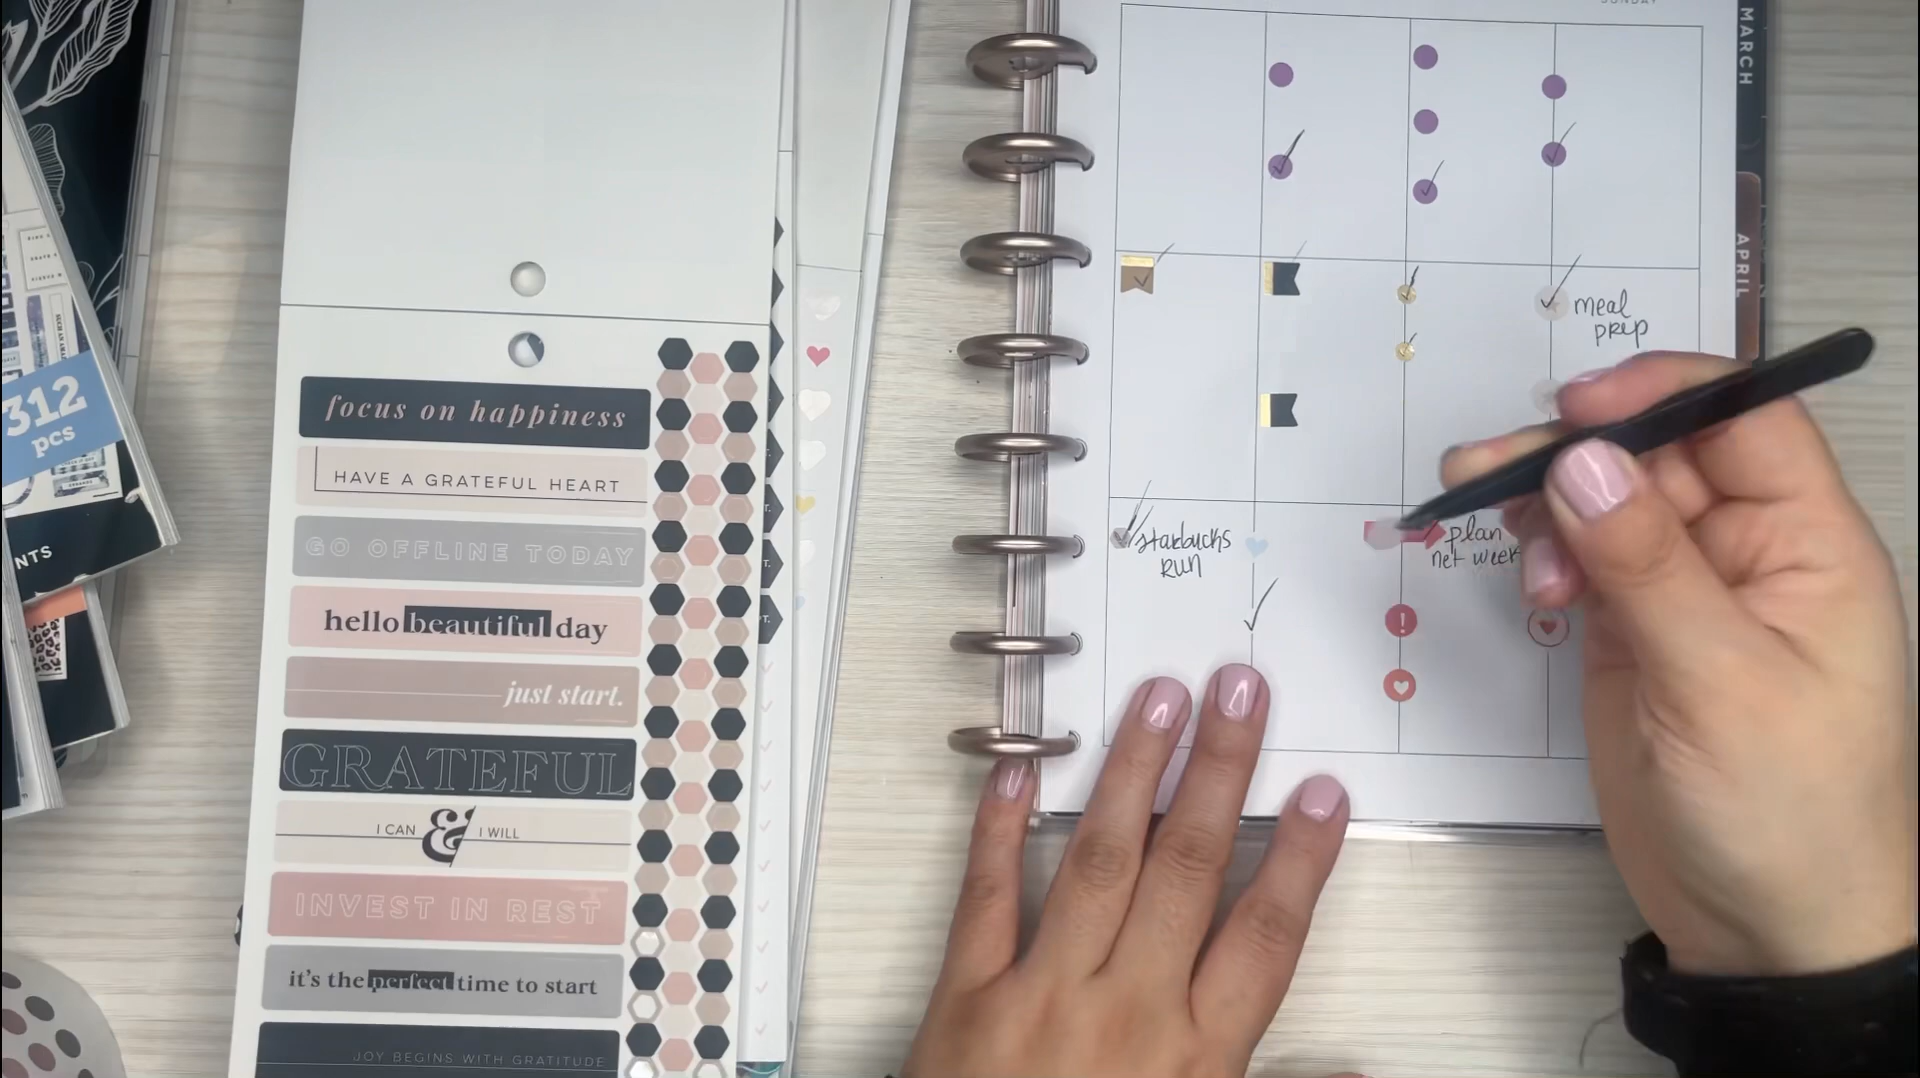 312
pcs
NTS
focus on happiness
HAVE A GRATEFUL HEART
GO OFFLINE TODAY
hello beautiful day
just start.
GRATEFUL
I CAN & I WILL
INVEST IN REST
it's the perfect time to start
JOY BEGINS WITH GRATITUDE
SUNDAY
MARCH
APRIL
meal
prep
Starbucks
run
plan
net week